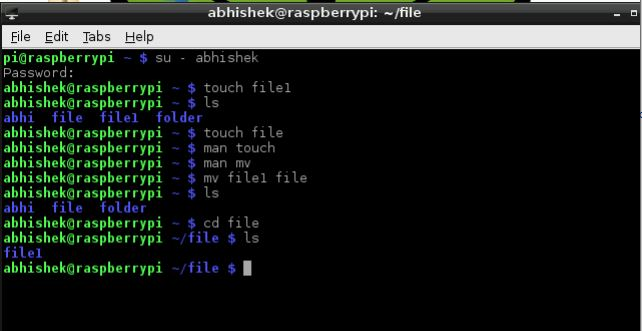 abhishek@raspberrypi: ~/file
File Edit Tabs Help
pi@raspberrypi ~ $ su - abhishek
Password:
abhishek@raspberrypi ~ $ touch file1
abhishek@raspberrypi ~ $ ls
abhi file file1 folder
abhishek@raspberrypi ~ $ touch file
abhishek@raspberrypi ~ $ man touch
abhishek@raspberrypi ~ $ man mv
abhishek@raspberrypi ~ $ mv file1 file
abhishek@raspberrypi ~ $ ls
abhi file folder
abhishek@raspberrypi ~ $ cd file
abhishek@raspberrypi ~/file $ ls
file1
abhishek@raspberrypi ~/file $